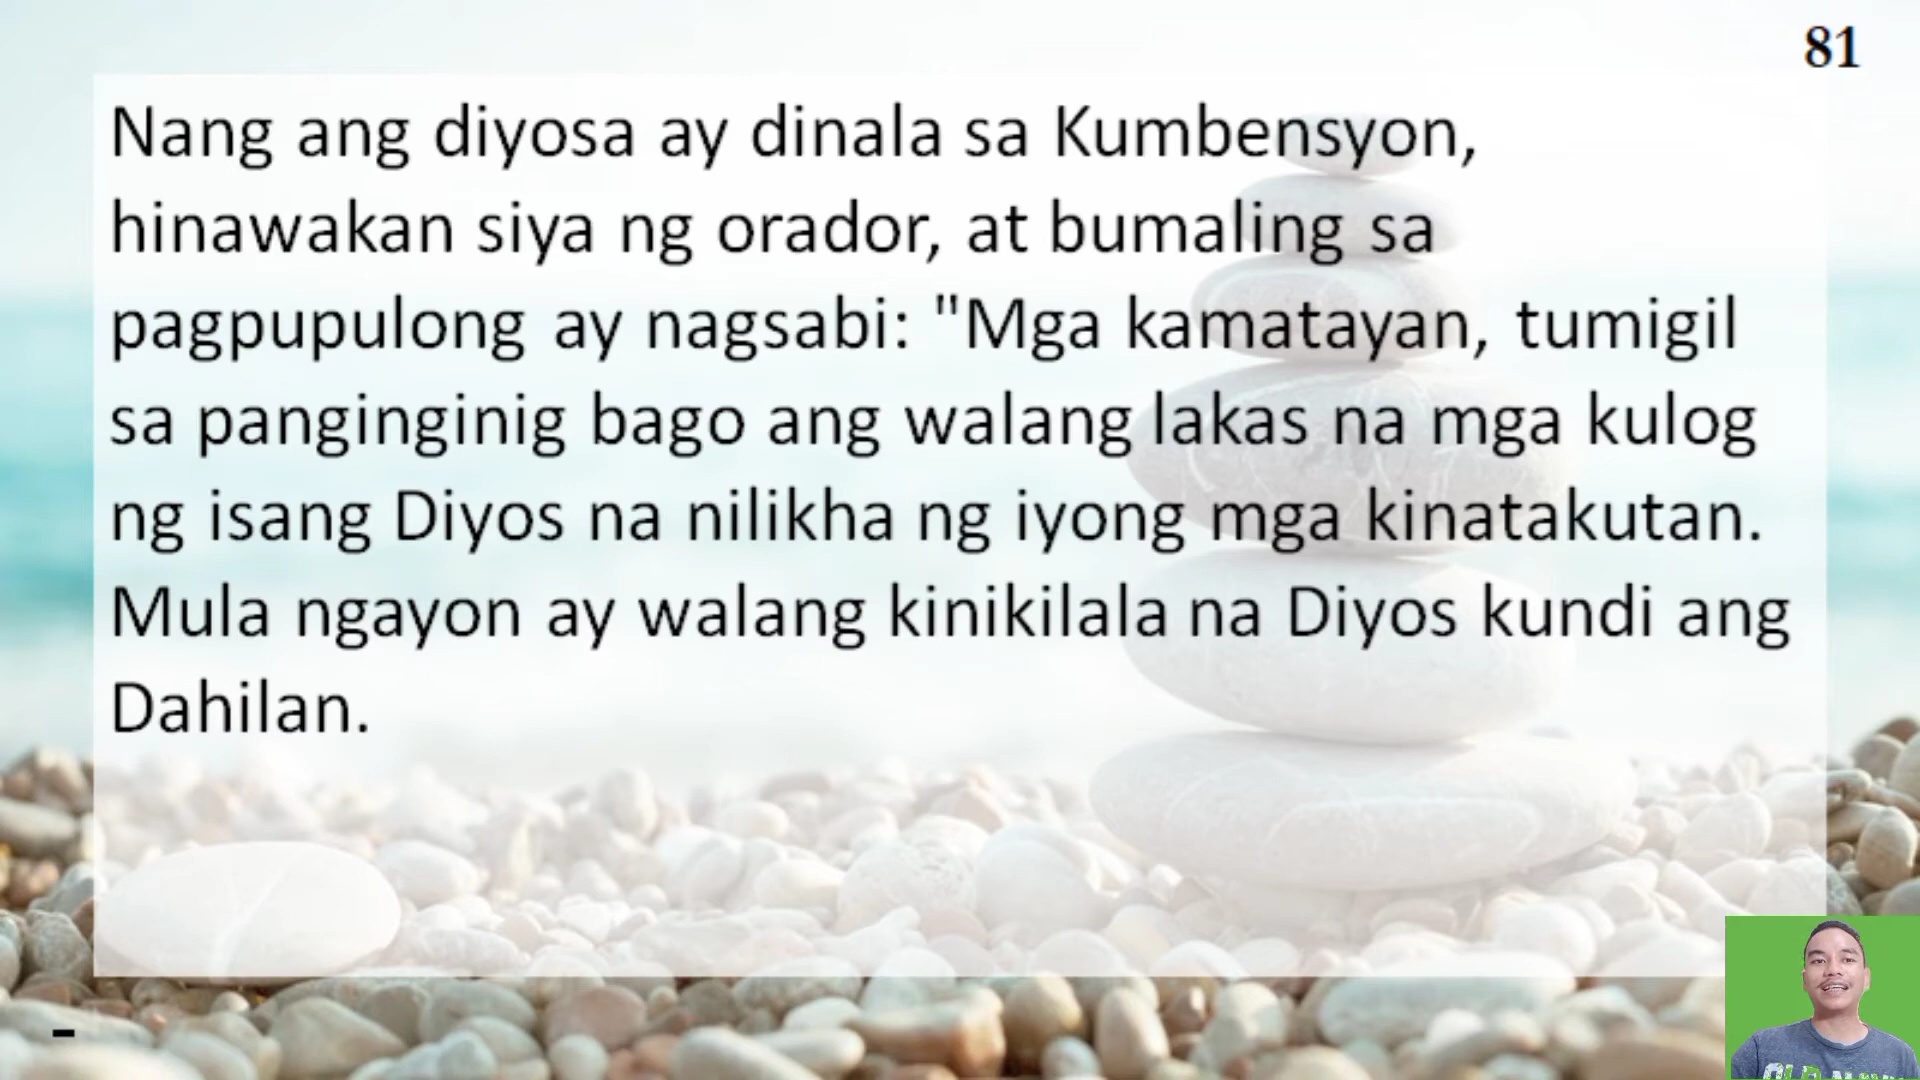 81
Nang ang diyosa ay dinala sa Kumbensyon,
hinawakan siya ng orador, at bumaling sa
pagpupulong ay nagsabi: "Mga kamatayan, tumigil
sa panginginig bago ang walang lakas na mga kulog
ng isang Diyos na nilikha ng iyong mga kinatakutan.
Mula ngayon ay walang kinikilala na Diyos kundi ang
Dahilan.
-